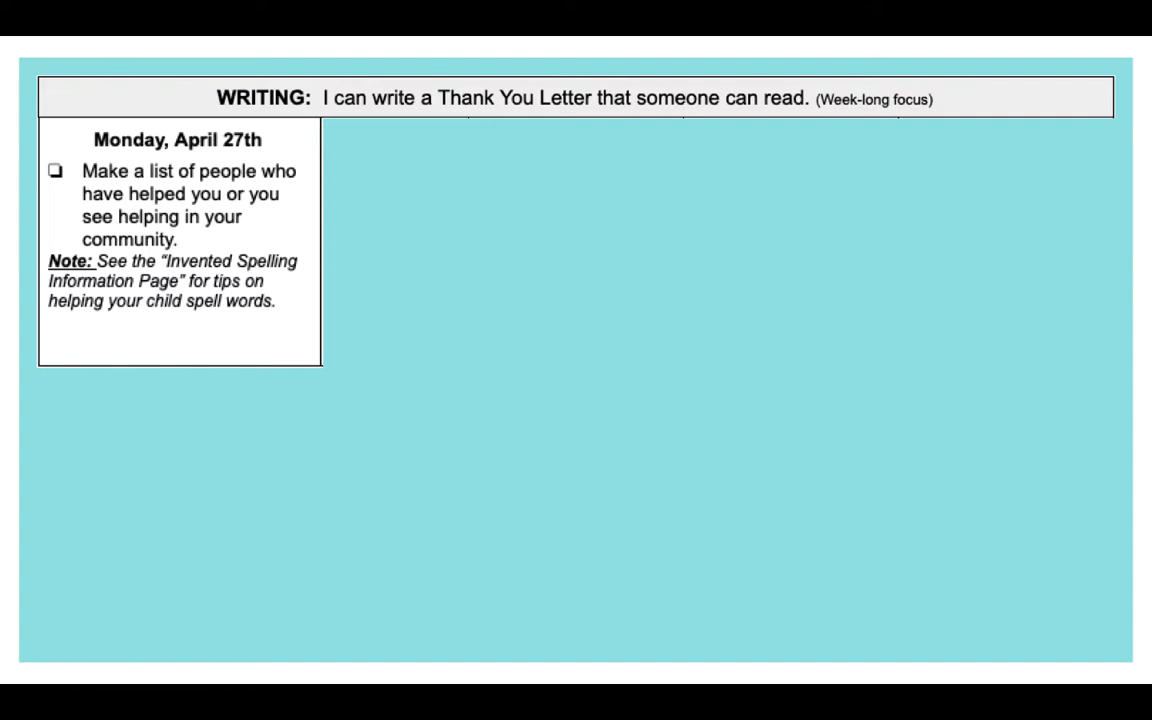 WRITING: I can write a Thank You Letter that someone can read. (Week-long focus)
Monday, April 27th
❏ Make a list of people who
have helped you or you
see helping in your
community.
Note: See the “Invented Spelling
Information Page” for tips on
helping your child spell words.